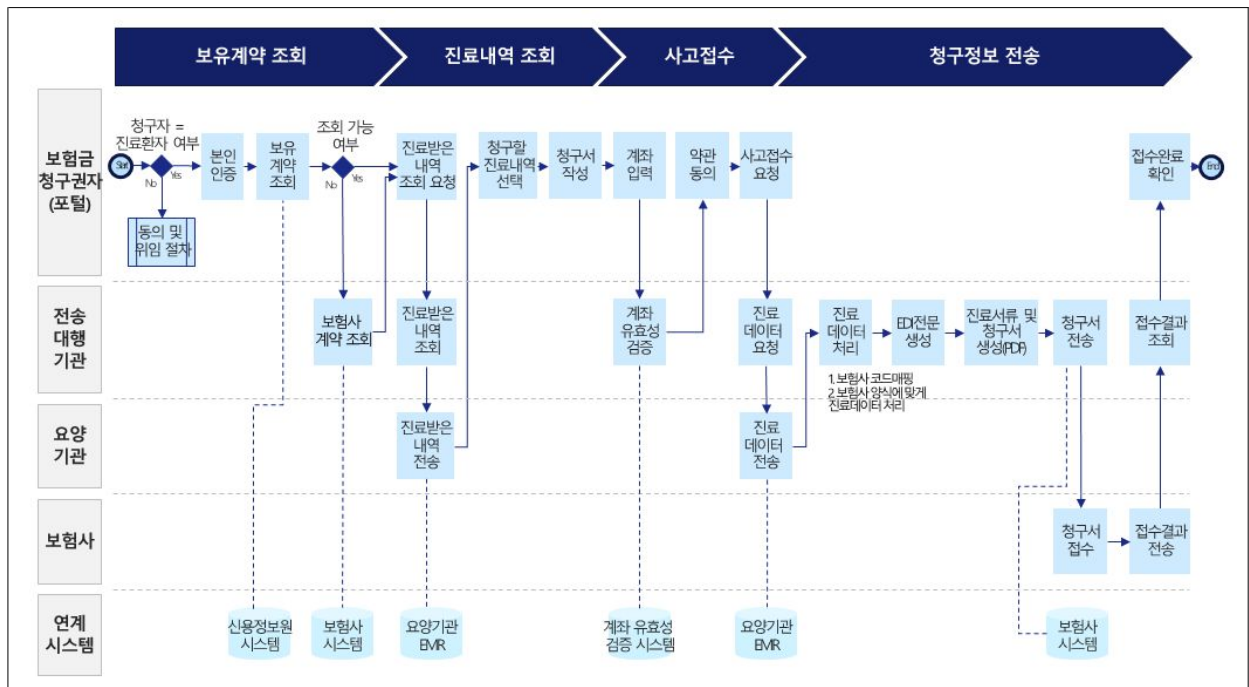 보유계약 조회
진료내역 조회
사고접수
청구정보 전송
보험금
청구권자
(포털)
청구자 =
진료환자 여부
Start
Yes
No
동의 및
위임 절차
본인
인증
보유
계약
조회
조회 가능
여부
Yes
No
진료받은
내역
조회 요청
청구할
진료내역
선택
청구서
작성
계좌
입력
약관
동의
사고접수
요청
접수완료
확인
End
전송
대행
기관
보험사
계약 조회
진료받은
내역
조회
계좌
유효성
검증
진료
데이터
요청
진료
데이터
처리
1. 보험사 코드매핑
2. 보험사 양식에 맞게
진료데이터 처리
EDI전문
생성
진료서류 및
청구서
생성(PDF)
청구서
전송
접수결과
조회
요양
기관
진료받은
내역
전송
진료
데이터
전송
보험사
청구서
접수
접수결과
전송
연계
시스템
신용정보원
시스템
보험사
시스템
요양기관
EMR
계좌 유효성
검증 시스템
요양기관
EMR
보험사
시스템